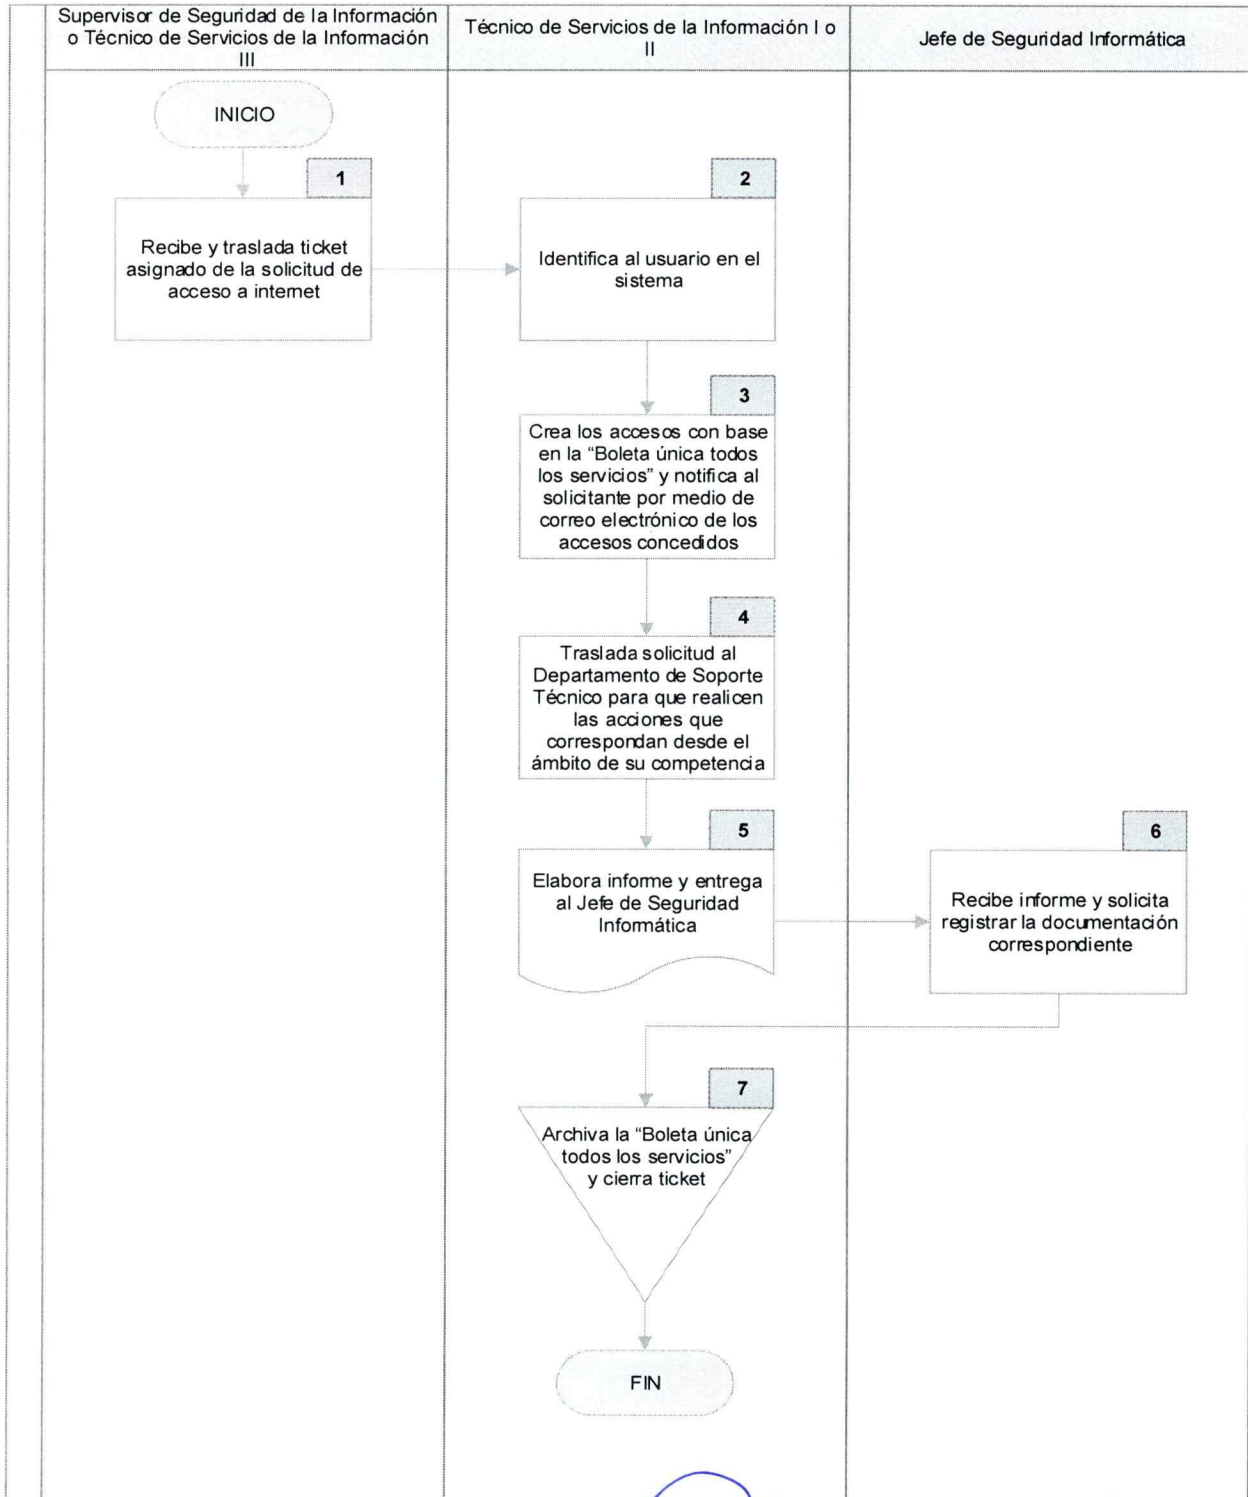 Supervisor de Seguridad de la Información
o Técnico de Servicios de la Información
III
Técnico de Servicios de la Información I o
II
Jefe de Seguridad Informática
INICIO
1
Recibe y traslada ticket
asignado de la solicitud de
acceso a internet
2
Identifica al usuario en el
sistema
3
Crea los accesos con base
en la “Boleta única todos
los servicios” y notifica al
solicitante por medio de
correo electrónico de los
accesos concedidos
4
Traslada solicitud al
Departamento de Soporte
Técnico para que realicen
las acciones que
correspondan desde el
ámbito de su competencia
5
Elabora informe y entrega
al Jefe de Seguridad
Informática
6
Recibe informe y solicita
registrar la documentación
correspondiente
7
Archiva la “Boleta única
todos los servicios”
y cierra ticket
FIN